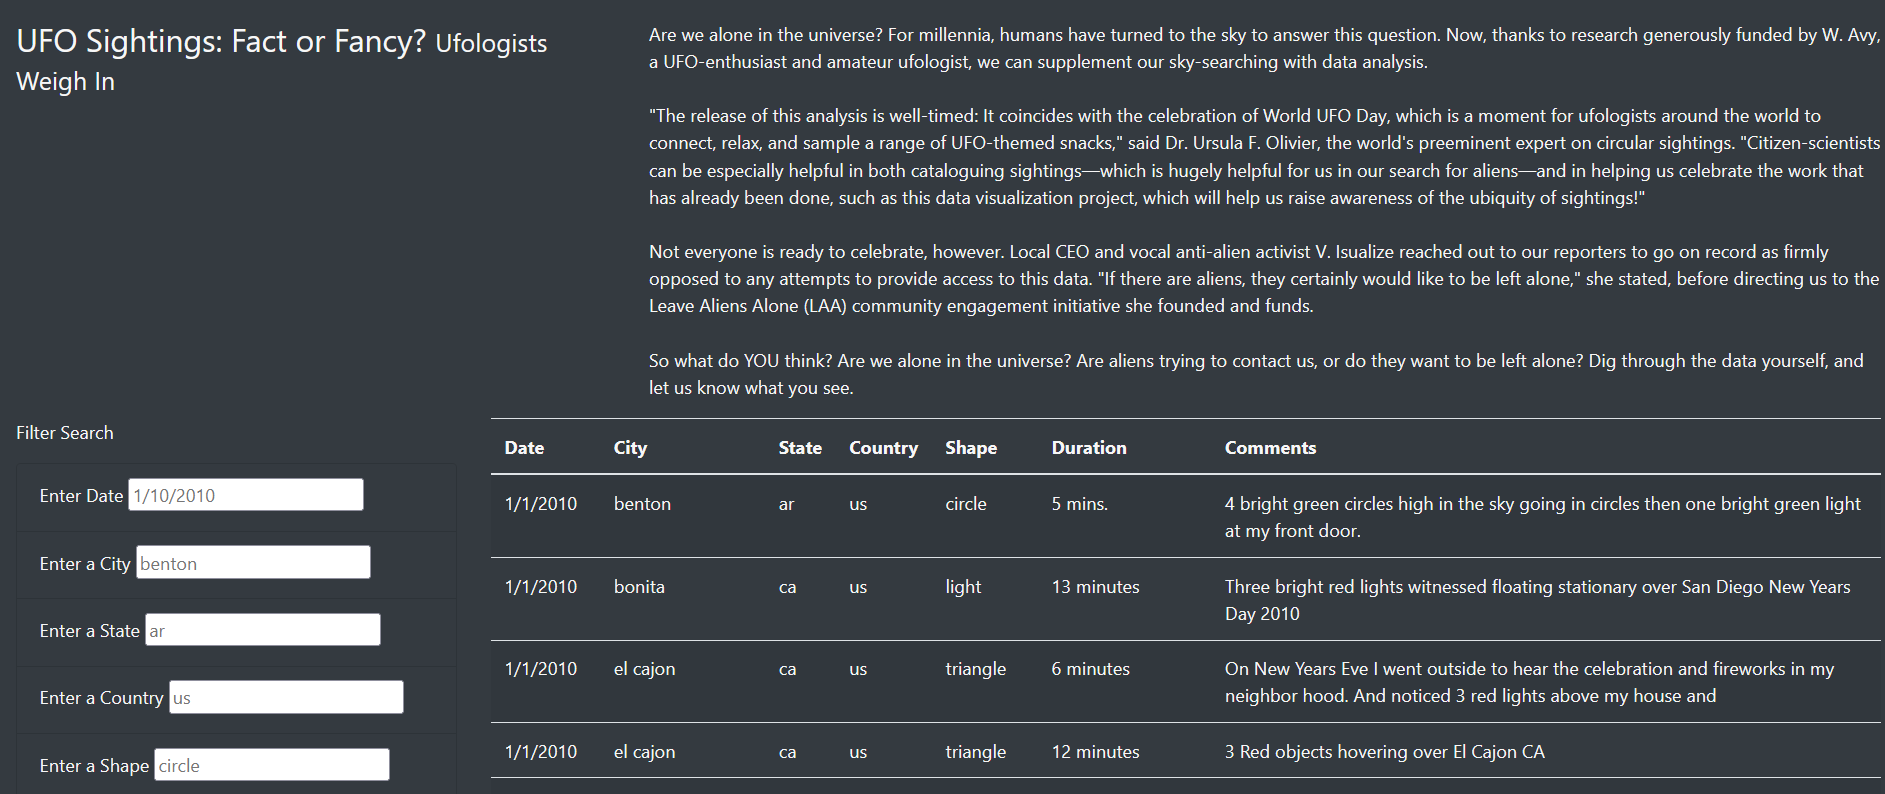 UFO Sightings: Fact or Fancy? Ufologists
Weigh In
Are we alone in the universe? For millennia, humans have turned to the sky to answer this question. Now, thanks to research generously funded by W. Avy,
a UFO-enthusiast and amateur ufologist, we can supplement our sky-searching with data analysis.
"The release of this analysis is well-timed: It coincides with the celebration of World UFO Day, which is a moment for ufologists around the world to
connect, relax, and sample a range of UFO-themed snacks," said Dr. Ursula F. Olivier, the world's preeminent expert on circular sightings. "Citizen-scientists
can be especially helpful in both cataloguing sightings—which is hugely helpful for us in our search for aliens—and in helping us celebrate the work that
has already been done, such as this data visualization project, which will help us raise awareness of the ubiquity of sightings!"
Not everyone is ready to celebrate, however. Local CEO and vocal anti-alien activist V. Isualize reached out to our reporters to go on record as firmly
opposed to any attempts to provide access to this data. "If there are aliens, they certainly would like to be left alone," she stated, before directing us to the
Leave Aliens Alone (LAA) community engagement initiative she founded and funds.
So what do YOU think? Are we alone in the universe? Are aliens trying to contact us, or do they want to be left alone? Dig through the data yourself, and
let us know what you see.
Filter Search
Enter Date 1/10/2010
Enter a City benton
Enter a State ar
Enter a Country us
Enter a Shape circle
Date City State Country Shape Duration Comments
1/1/2010 benton ar us circle 5 mins. 4 bright green circles high in the sky going in circles then one bright green light
at my front door.
1/1/2010 bonita ca us light 13 minutes Three bright red lights witnessed floating stationary over San Diego New Years
Day 2010
1/1/2010 el cajon ca us triangle 6 minutes On New Years Eve I went outside to hear the celebration and fireworks in my
neighbor hood. And noticed 3 red lights above my house and
1/1/2010 el cajon ca us triangle 12 minutes 3 Red objects hovering over El Cajon CA